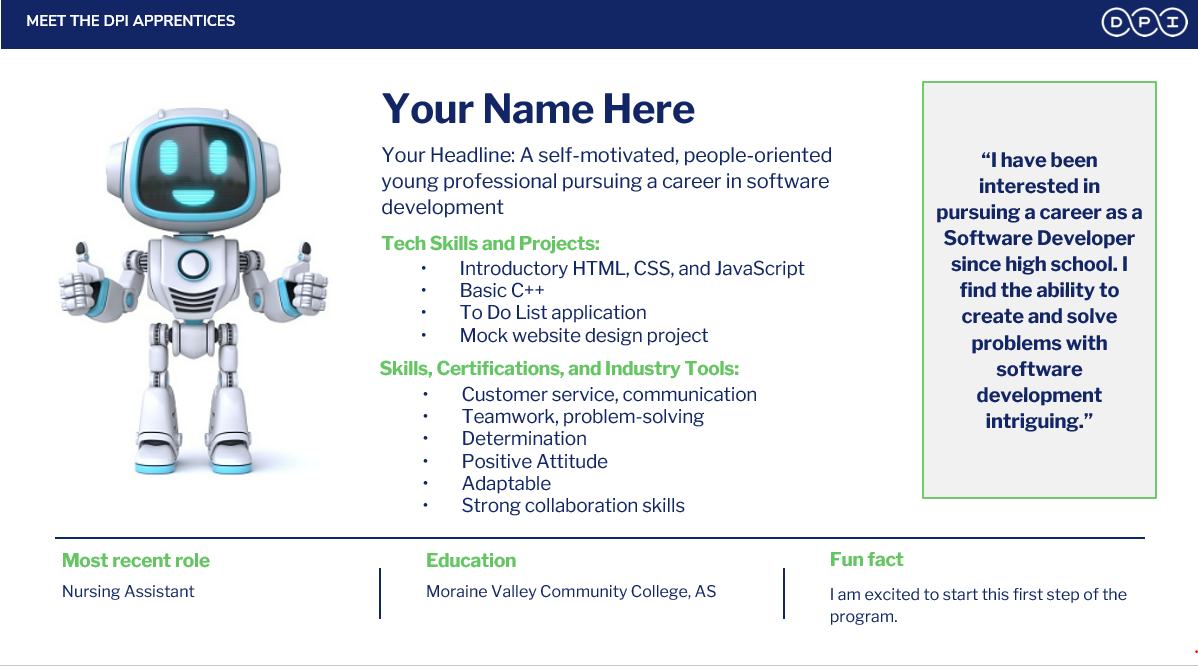 MEET THE DPI APPRENTICES
DPI
Your Name Here
Your Headline: A self-motivated, people-oriented
young professional pursuing a career in software
development
Tech Skills and Projects:
• Introductory HTML, CSS, and JavaScript
• Basic C++
• To Do List application
• Mock website design project
Skills, Certifications, and Industry Tools:
• Customer service, communication
• Teamwork, problem-solving
• Determination
• Positive Attitude
• Adaptable
• Strong collaboration skills
“I have been
interested in
pursuing a career as a
Software Developer
since high school. I
find the ability to
create and solve
problems with
software
development
intriguing.”
Most recent role
Nursing Assistant
Education
Moraine Valley Community College, AS
Fun fact
I am excited to start this first step of the
program.